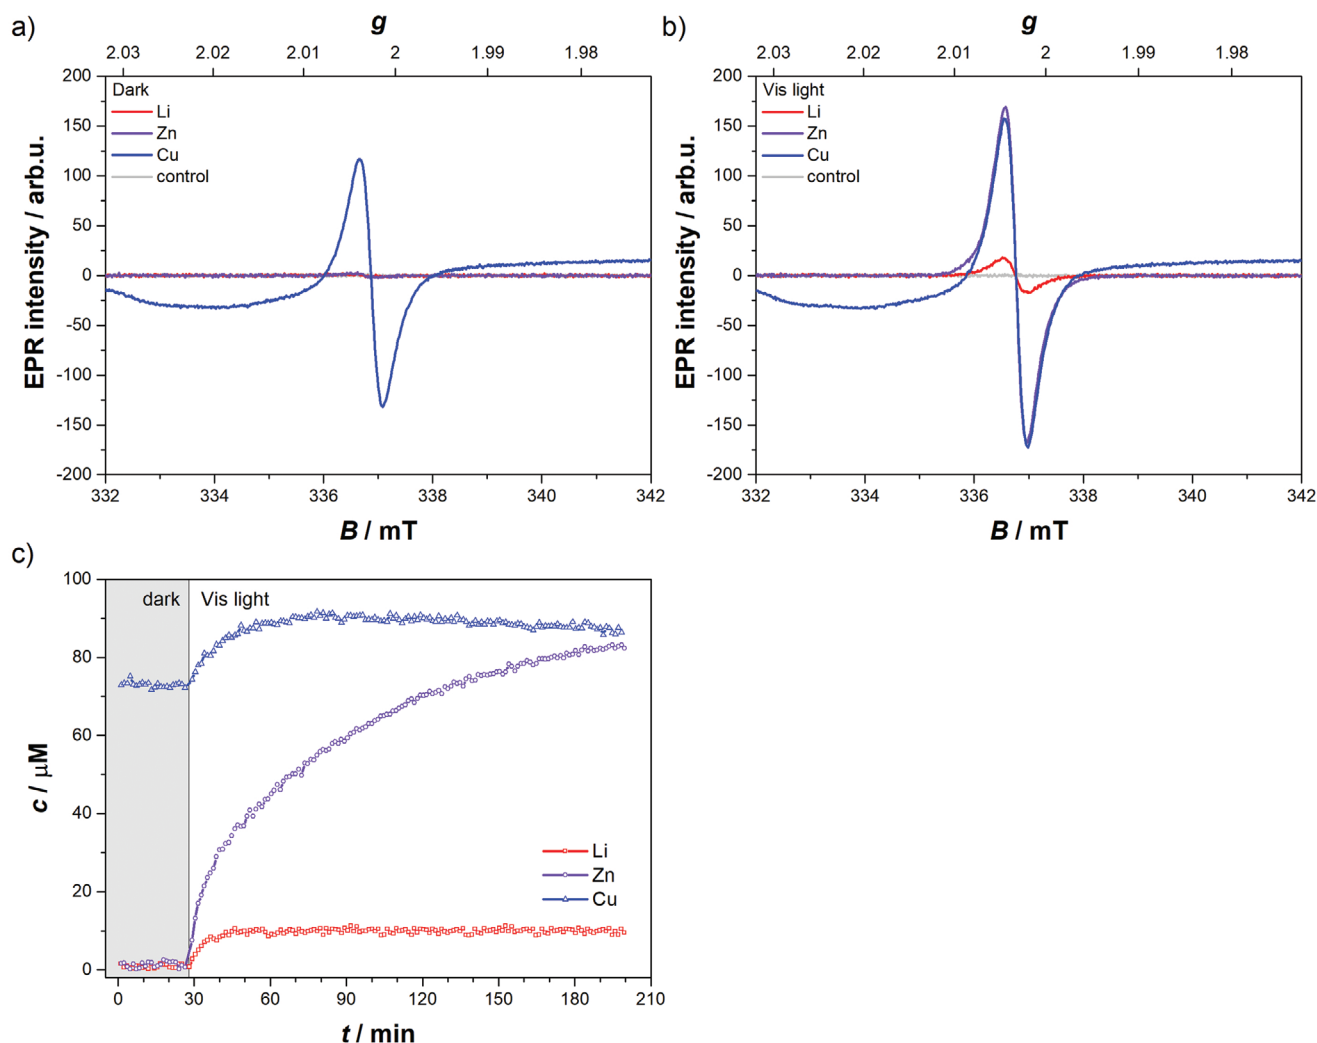 a)
g
2.03 2.02 2.01 2 1.99 1.98
200
150
100
50
0
-50
-100
-150
-200
EPR intensity / arb.u.
Dark
Li
Zn
Cu
control
332 334 336 338 340 342
B / mT
b)
g
2.03 2.02 2.01 2 1.99 1.98
200
150
100
50
0
-50
-100
-150
-200
EPR intensity / arb.u.
Vis light
Li
Zn
Cu
control
332 334 336 338 340 342
B / mT
c)
100
80
60
40
20
0
c / μM
dark Vis light
Li
Zn
Cu
0 30 60 90 120 150 180 210
t / min